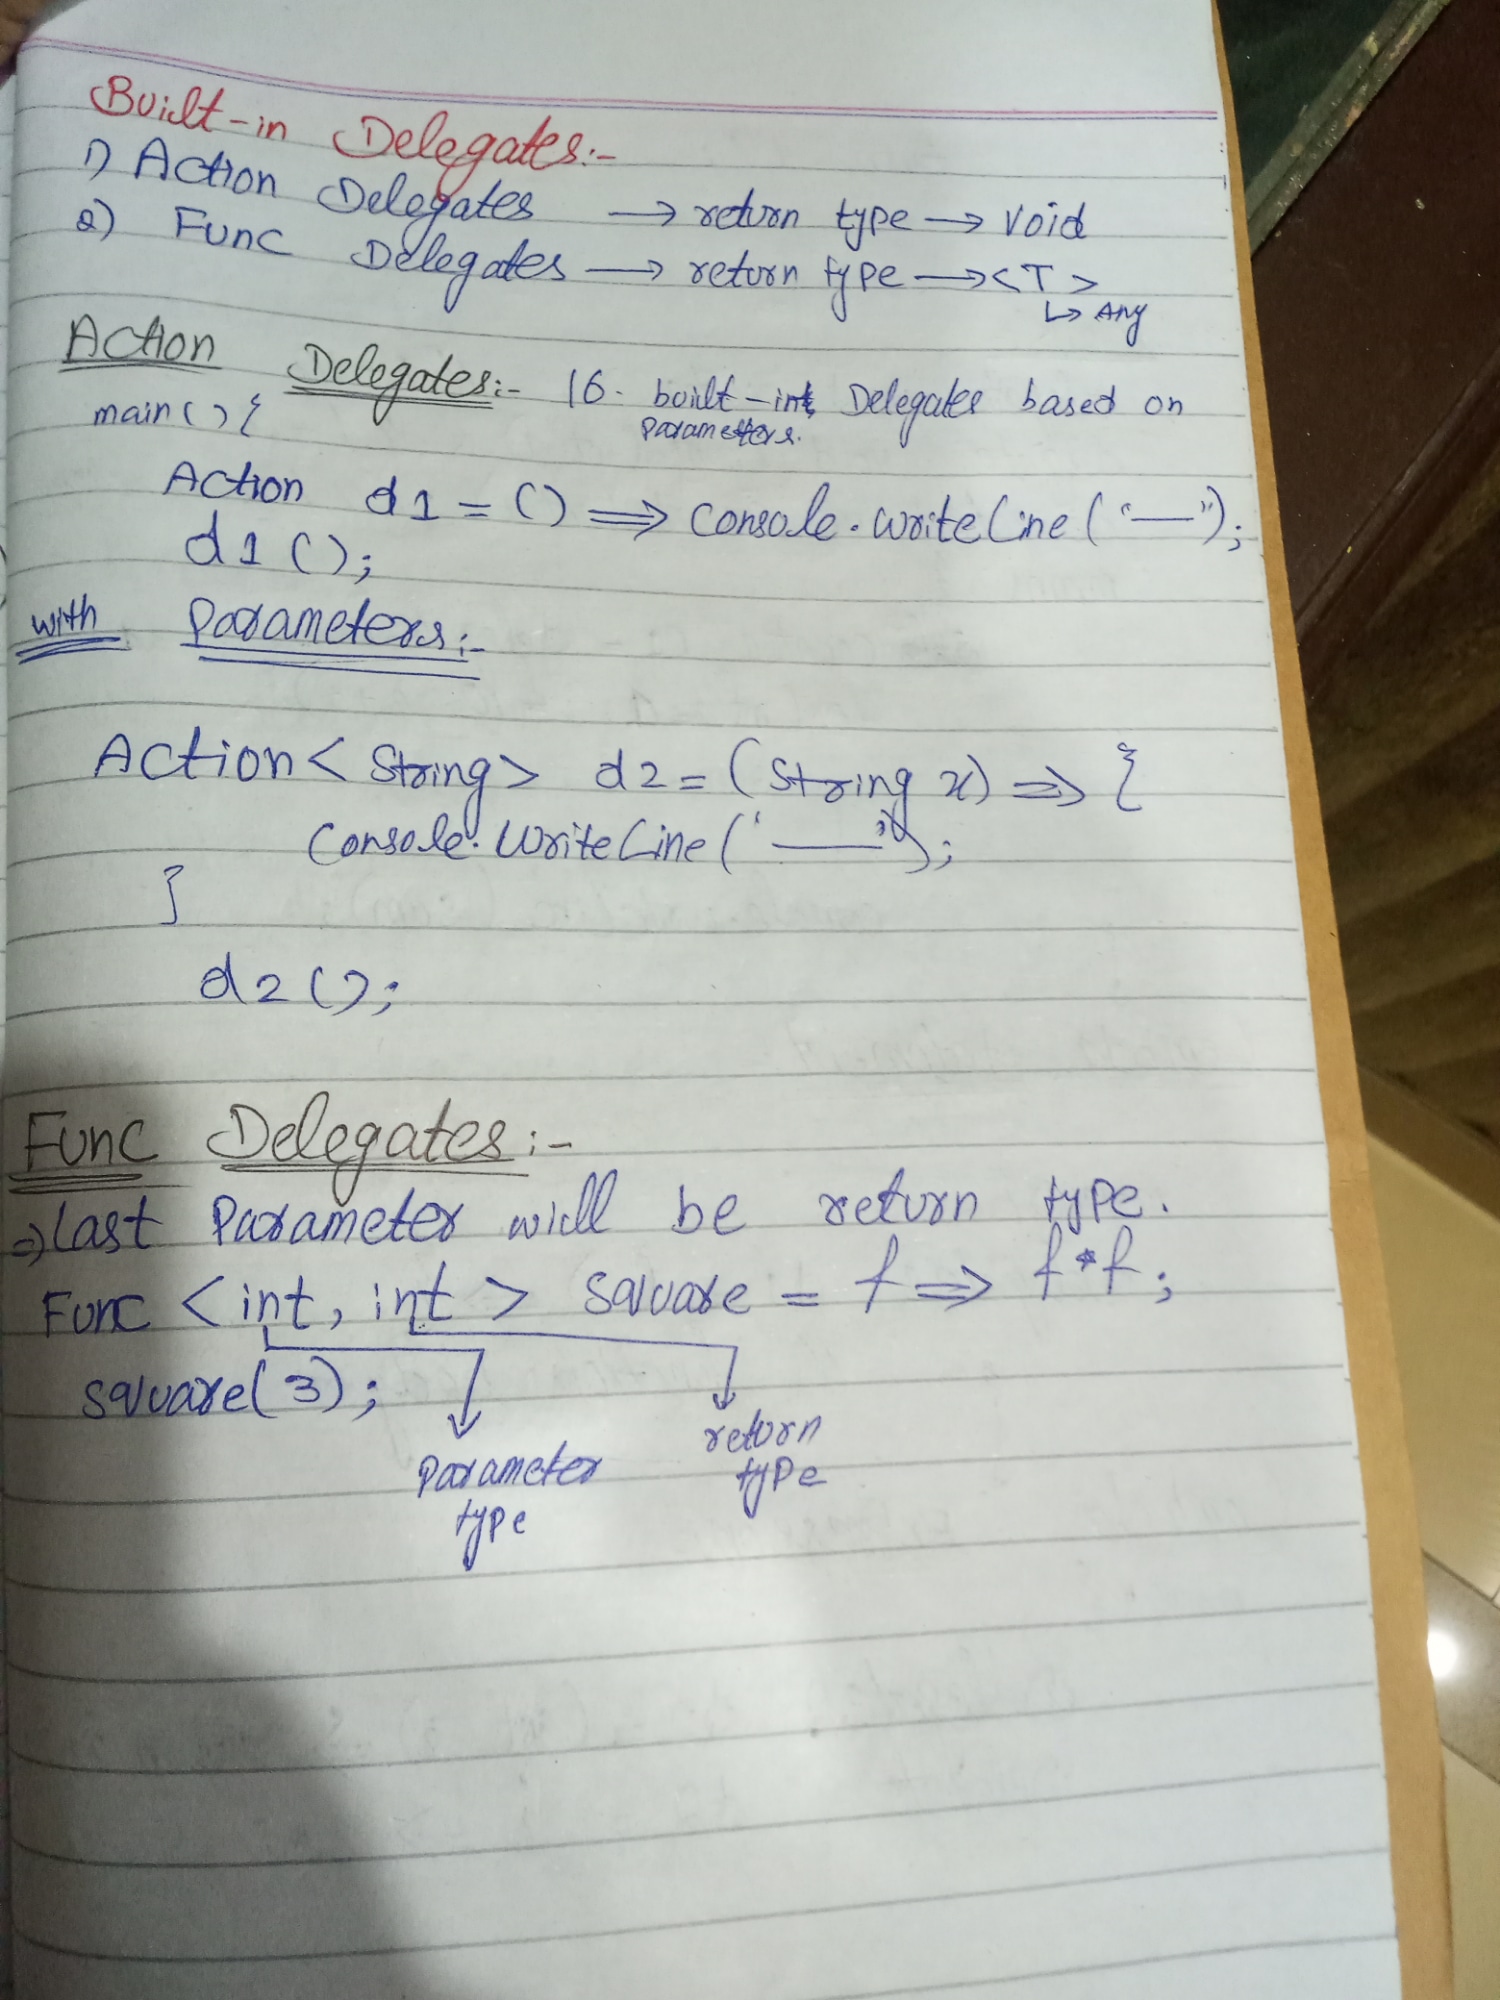 Built-in Delegates:-
1) Action Delegates → return type → void
2) Func Delegates → return type → <T>
↳ Any
Action Delegates:- 16. built-in Delegates based on
parametters.
main() {
Action d1 = () => Console.WriteLine("—");
d1();
with Parameters:-
Action<String> d2 = (String x) => {
Console.WriteLine('—');
}
d2();
Func Delegates:-
⇒ Last Parameter will be return type.
Func <int, int> square = f => f*f;
square(3);
return
type
Parameter
type